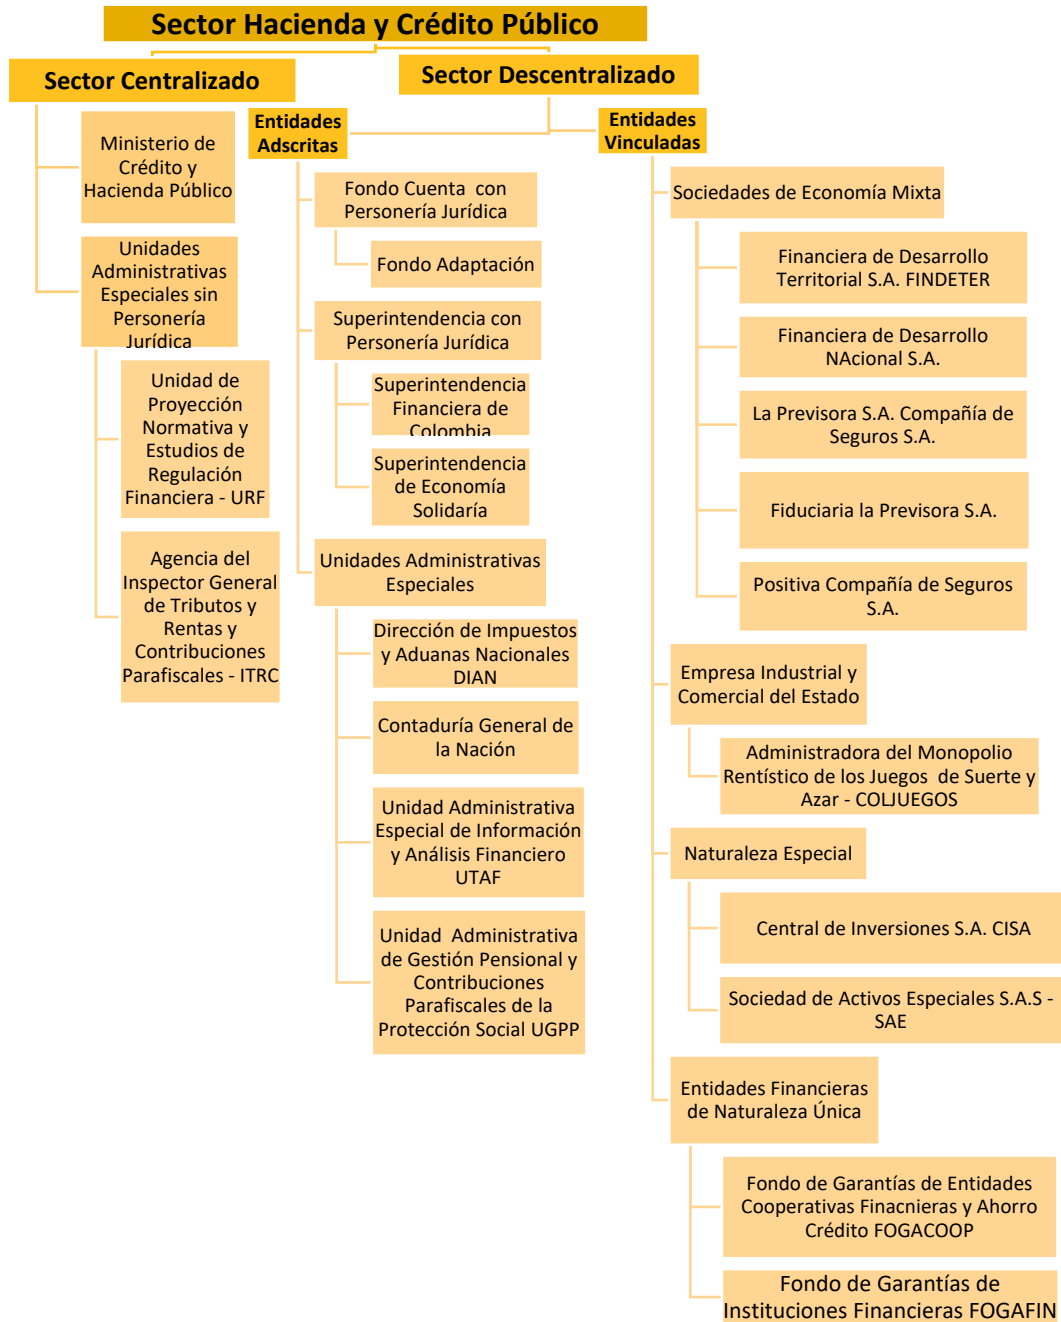 Sector Hacienda y Crédito Público
Sector Centralizado
Ministerio de
Crédito y
Hacienda Público
Unidades
Administrativas
Especiales sin
Personería
Jurídica
Unidad de
Proyección
Normativa y
Estudios de
Regulación
Financiera - URF
Agencia del
Inspector General
de Tributos y
Rentas y
Contribuciones
Parafiscales - ITRC
Sector Descentralizado
Entidades
Adscritas
Fondo Cuenta con
Personería Jurídica
Fondo Adaptación
Superintendencia con
Personería Jurídica
Superintendencia
Financiera de
Colombia
Superintendencia
de Economía
Solidaría
Unidades Administrativas
Especiales
Dirección de Impuestos
y Aduanas Nacionales
DIAN
Contaduría General de
la Nación
Unidad Administrativa
Especial de Información
y Análisis Financiero
UTAF
Unidad Administrativa
de Gestión Pensional y
Contribuciones
Parafiscales de la
Protección Social UGPP
Entidades
Vinculadas
Sociedades de Economía Mixta
Financiera de Desarrollo
Territorial S.A. FINDETER
Financiera de Desarrollo
NAcional S.A.
La Previsora S.A. Compañía de
Seguros S.A.
Fiduciaria la Previsora S.A.
Positiva Compañía de Seguros
S.A.
Empresa Industrial y
Comercial del Estado
Administradora del Monopolio
Rentístico de los Juegos de Suerte y
Azar - COLJUEGOS
Naturaleza Especial
Central de Inversiones S.A. CISA
Sociedad de Activos Especiales S.A.S -
SAE
Entidades Financieras
de Naturaleza Única
Fondo de Garantías de Entidades
Cooperativas Finacnieras y Ahorro
Crédito FOGACOOP
Fondo de Garantías de
Instituciones Financieras FOGAFIN